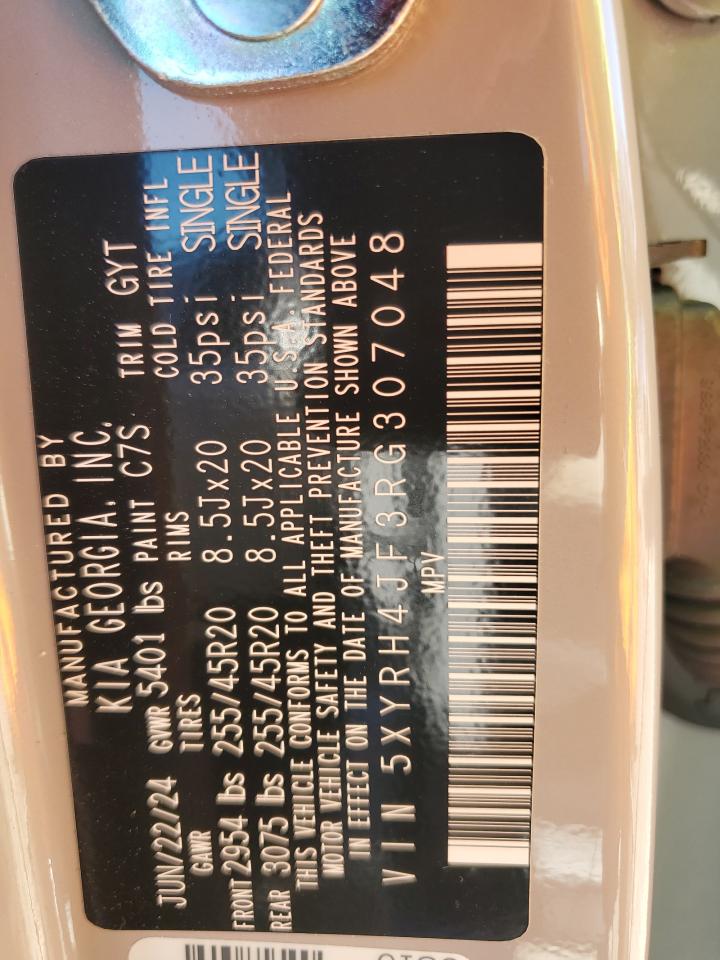 MANUFACTURED BY
KIA GEORGIA, INC.
JUN/22/24 GVWR 5401 lbs PAINT C7S TRIM GYT
GAWR TIRES RIMS COLD TIRE INFL
FRONT 2954 lbs 255/45R20 8.5Jx20 35psi SINGLE
REAR 3075 lbs 255/45R20 8.5Jx20 35psi SINGLE
THIS VEHICLE CONFORMS TO ALL APPLICABLE U.S.A. FEDERAL
MOTOR VEHICLE SAFETY AND THEFT PREVENTION STANDARDS
IN EFFECT ON THE DATE OF MANUFACTURE SHOWN ABOVE
VIN 5XYRH4JF3RG307048
MPV